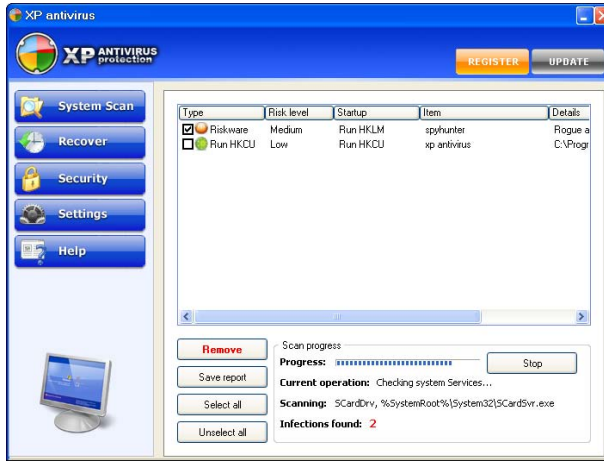 XP antivirus
XP ANTIVIRUS protection
REGISTER UPDATE
System Scan
Recover
Security
Settings
Help
Type Risk level Startup Item Details
Riskware Medium Run HKLM spyhunter Rogue a
Run HKCU Low Run HKCU xp antivirus C:\Progr
Remove
Save report
Select all
Unselect all
Scan progress
Progress: Stop
Current operation: Checking system Services...
Scanning: SCardDrv, %SystemRoot%\System32\SCardSvr.exe
Infections found: 2